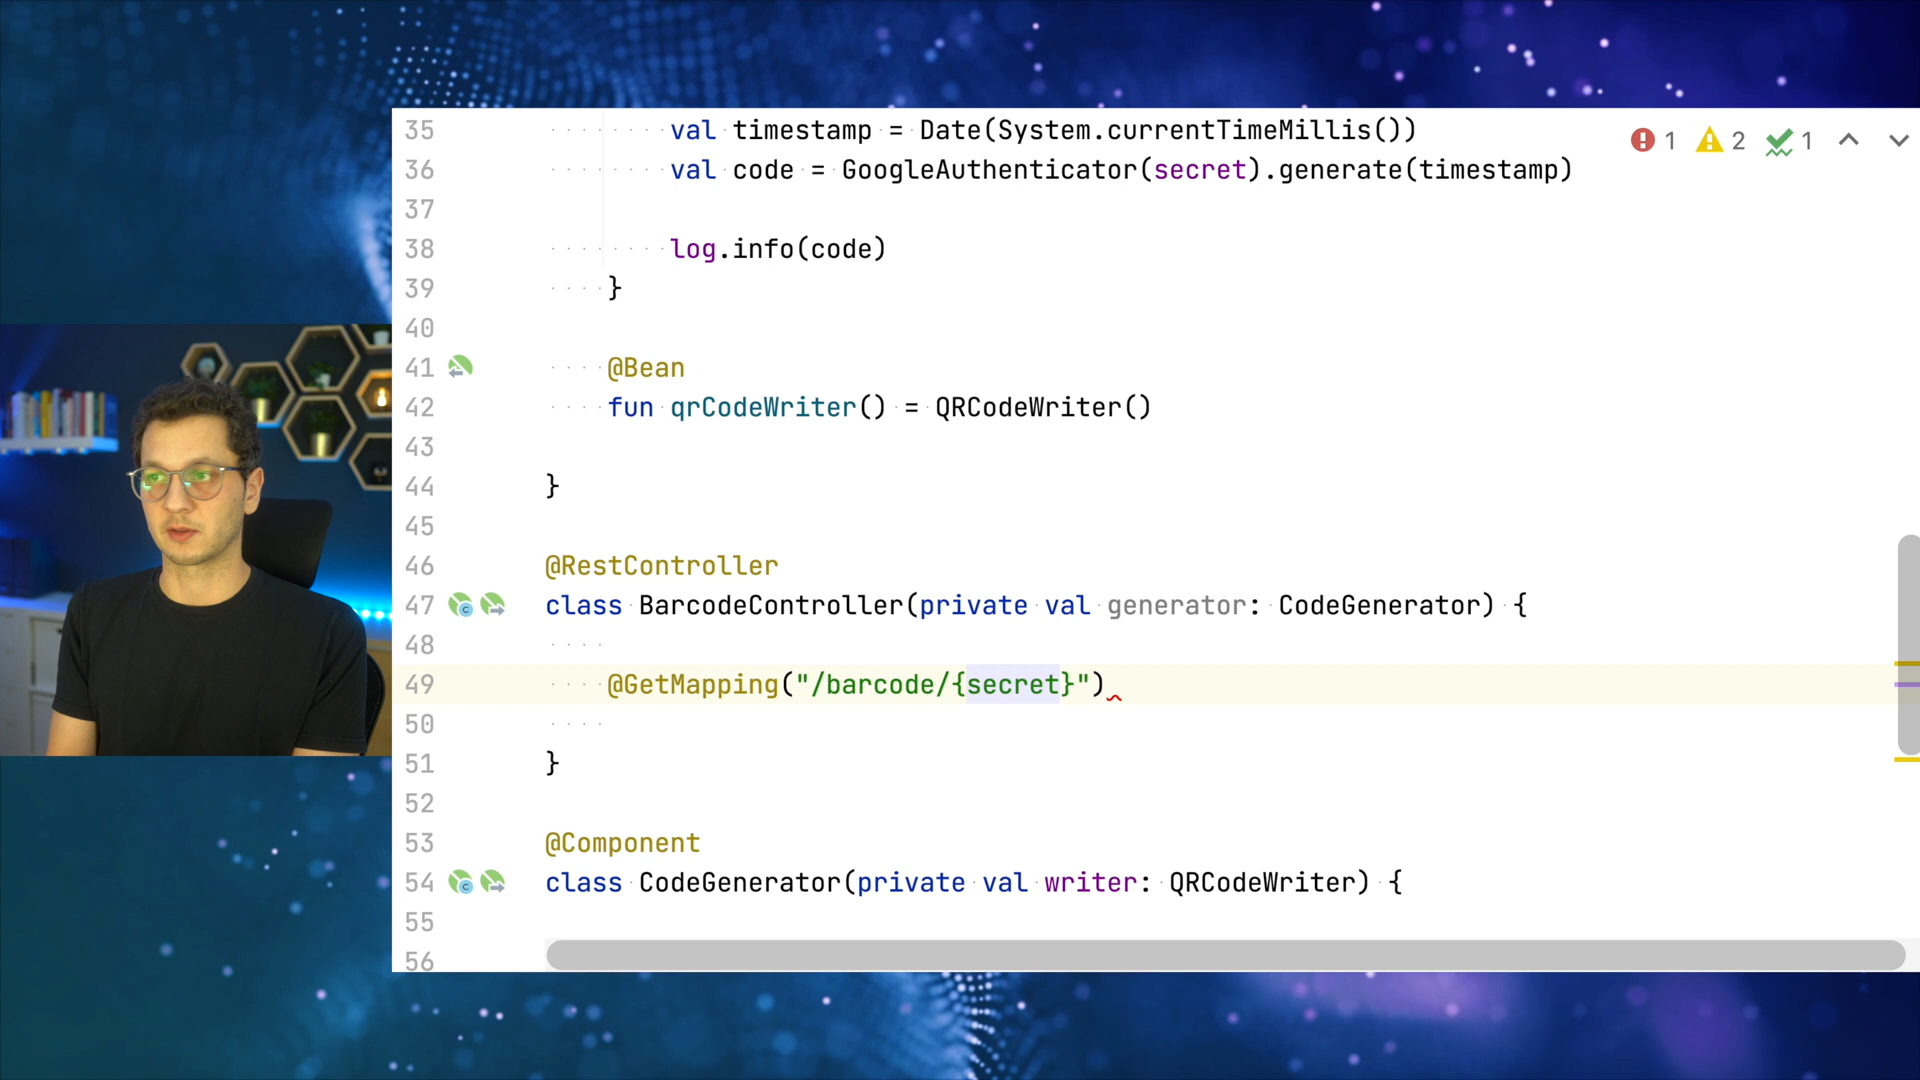 1 2 1
35 val timestamp = Date(System.currentTimeMillis())
36 val code = GoogleAuthenticator(secret).generate(timestamp)
37
38 log.info(code)
39 }
40
41 @Bean
42 fun qrCodeWriter() = QRCodeWriter()
43
44 }
45
46 @RestController
47 class BarcodeController(private val generator: CodeGenerator) {
48
49 @GetMapping("/barcode/{secret}")
50
51 }
52
53 @Component
54 class CodeGenerator(private val writer: QRCodeWriter) {
55
56